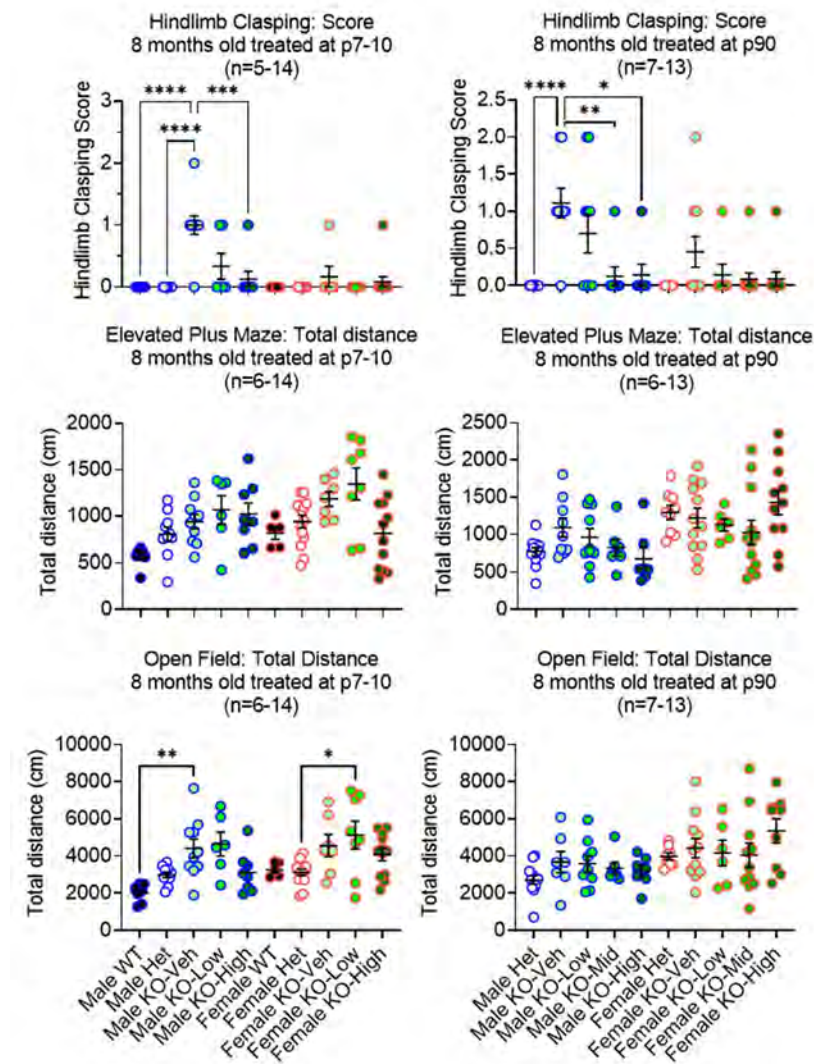 Hindlimb Clasping: Score
8 months old treated at p7-10
(n=5-14)
Hindlimb Clasping Score
3
2
1
0
****
***
****
Hindlimb Clasping: Score
8 months old treated at p90
(n=7-13)
Hindlimb Clasping Score
2.5
2.0
1.5
1.0
0.5
0.0
****
*
**
Elevated Plus Maze: Total distance
8 months old treated at p7-10
(n=6-14)
Total distance (cm)
2000
1500
1000
500
0
Elevated Plus Maze: Total distance
8 months old treated at p90
(n=6-13)
Total distance (cm)
2500
2000
1500
1000
500
0
Open Field: Total Distance
8 months old treated at p7-10
(n=6-14)
Total distance (cm)
10000
8000
6000
4000
2000
0
**
*
Male WT
Male Het
Male KO-Veh
Male KO-Low
Male KO-High
Female WT
Female Het
Female KO-Veh
Female KO-Low
Female KO-High
Open Field: Total Distance
8 months old treated at p90
(n=7-13)
Total distance (cm)
10000
8000
6000
4000
2000
0
Male Het
Male KO-Veh
Male KO-Low
Male KO-Mid
Male KO-High
Female Het
Female KO-Veh
Female KO-Low
Female KO-Mid
Female KO-High